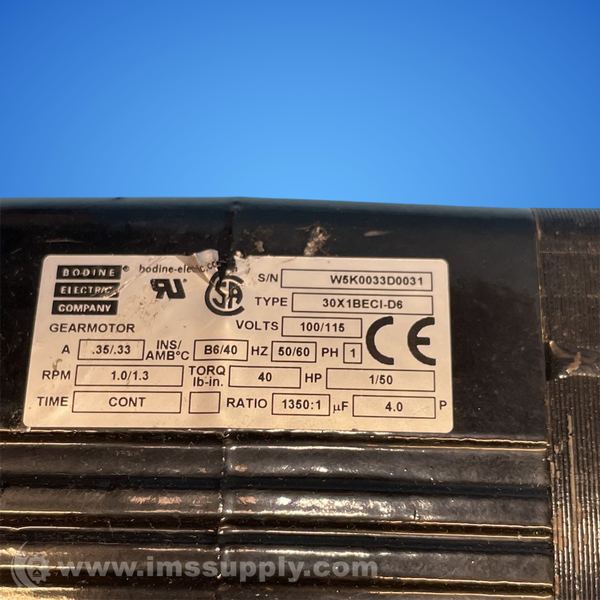 BODINE ® bodine-elect S/N W5K0033D0031
ELECTRIC TYPE 30X1BECI-D6
COMPANY VOLTS 100/115
GEARMOTOR
A .35/.33 INS/AMB°C B6/40 HZ 50/60 PH 1 CE
RPM 1.0/1.3 TORQ lb-in. 40 HP 1/50
TIME CONT RATIO 1350:1 µF 4.0 P
www.imssupply.com